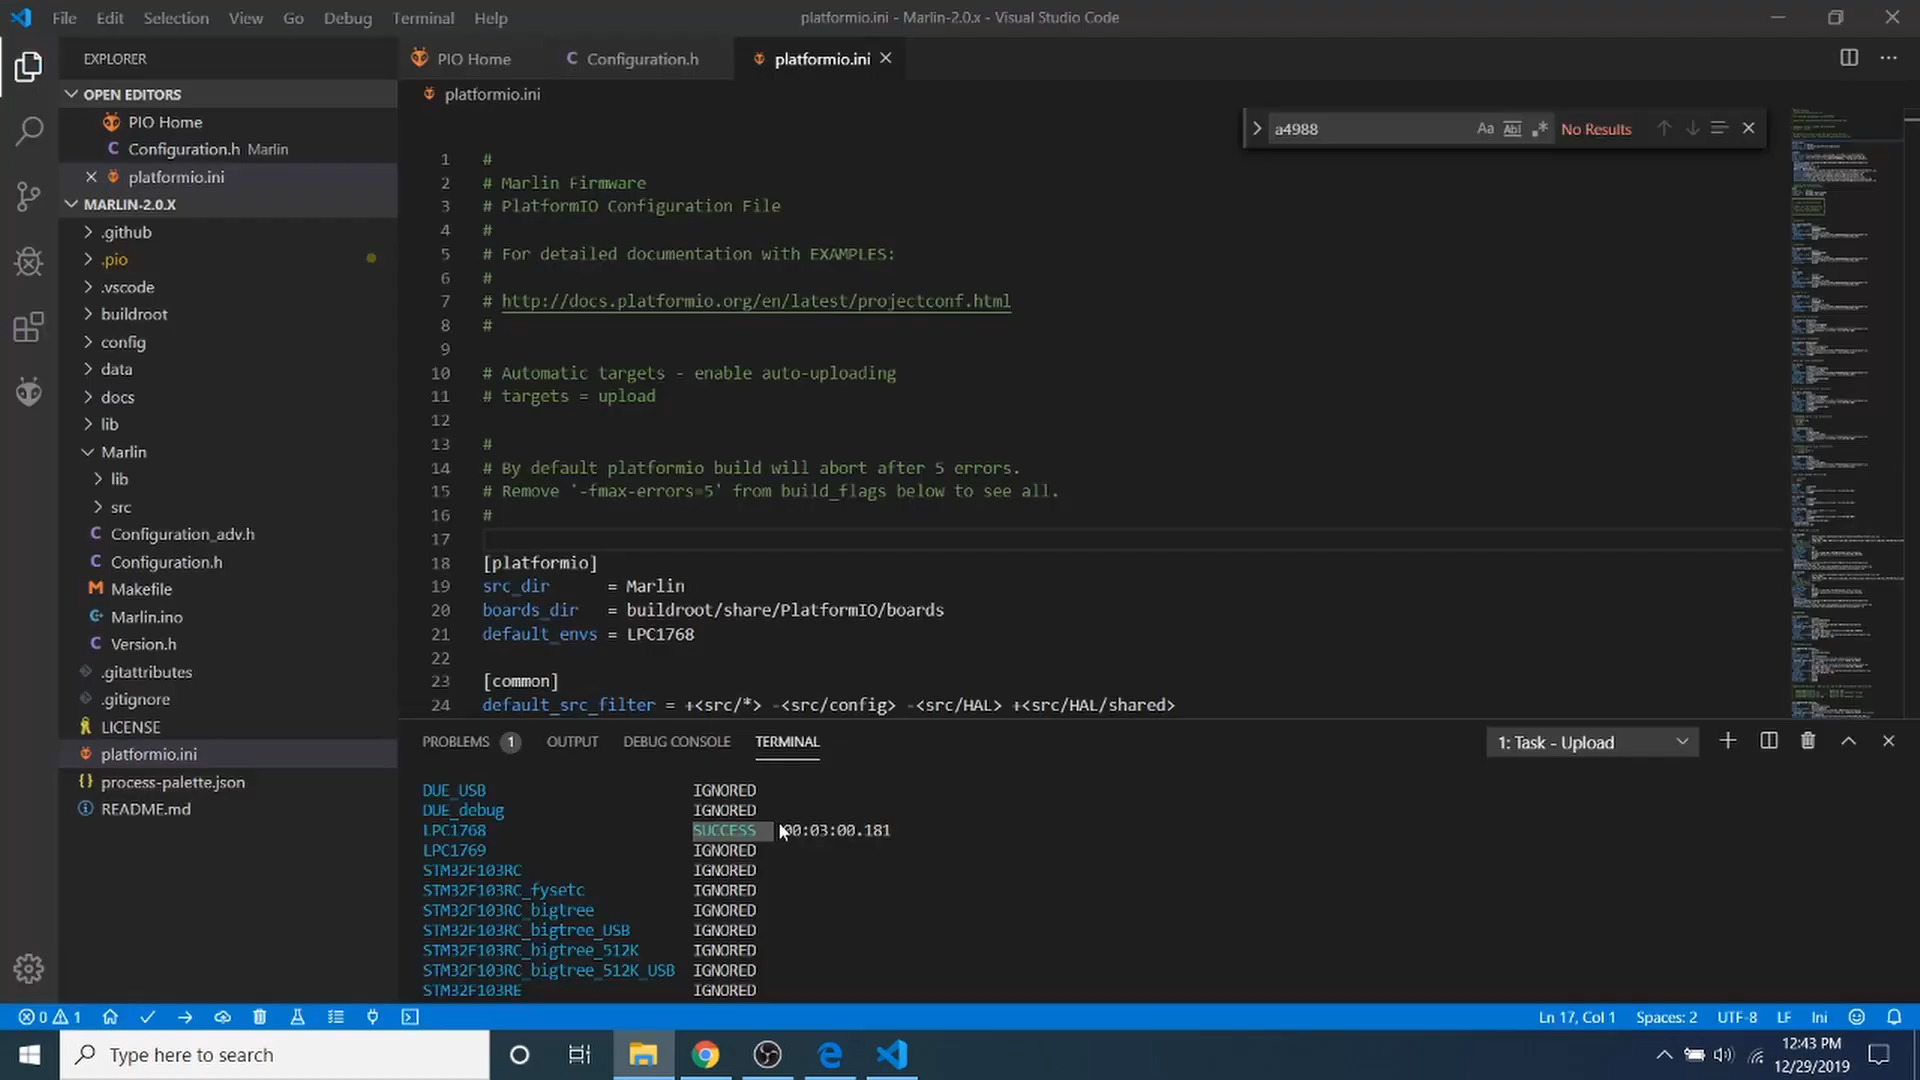 File Edit Selection View Go Debug Terminal Help
platformio.ini - Marlin-2.0.x - Visual Studio Code
EXPLORER
OPEN EDITORS
PIO Home
Configuration.h Marlin
platformio.ini
MARLIN-2.0.X
.github
.pio
.vscode
buildroot
config
data
docs
lib
Marlin
lib
src
Configuration_adv.h
Configuration.h
Makefile
Marlin.ino
Version.h
.gitattributes
.gitignore
LICENSE
platformio.ini
process-palette.json
README.md
PIO Home
Configuration.h
platformio.ini
platformio.ini
a4988
Aa Abl .* No Results
1 #
2 # Marlin Firmware
3 # PlatformIO Configuration File
4 #
5 # For detailed documentation with EXAMPLES:
6 #
7 # http://docs.platformio.org/en/latest/projectconf.html
8 #
9
10 # Automatic targets - enable auto-uploading
11 # targets = upload
12
13 #
14 # By default platformio build will abort after 5 errors.
15 # Remove '-fmax-errors=5' from build_flags below to see all.
16 #
17
18 [platformio]
19 src_dir = Marlin
20 boards_dir = buildroot/share/PlatformIO/boards
21 default_envs = LPC1768
22
23 [common]
24 default_src_filter = +<src/*> -<src/config> -<src/HAL> +<src/HAL/shared>
PROBLEMS 1 OUTPUT DEBUG CONSOLE TERMINAL
1: Task - Upload
DUE_USB IGNORED
DUE_debug IGNORED
LPC1768 SUCCESS 00:03:00.181
LPC1769 IGNORED
STM32F103RC IGNORED
STM32F103RC_fysetc IGNORED
STM32F103RC_bigtree IGNORED
STM32F103RC_bigtree_USB IGNORED
STM32F103RC_bigtree_512K IGNORED
STM32F103RC_bigtree_512K_USB IGNORED
STM32F103RE IGNORED
0 1
Ln 17, Col 1 Spaces: 2 UTF-8 LF Ini
Type here to search
12:43 PM
12/29/2019